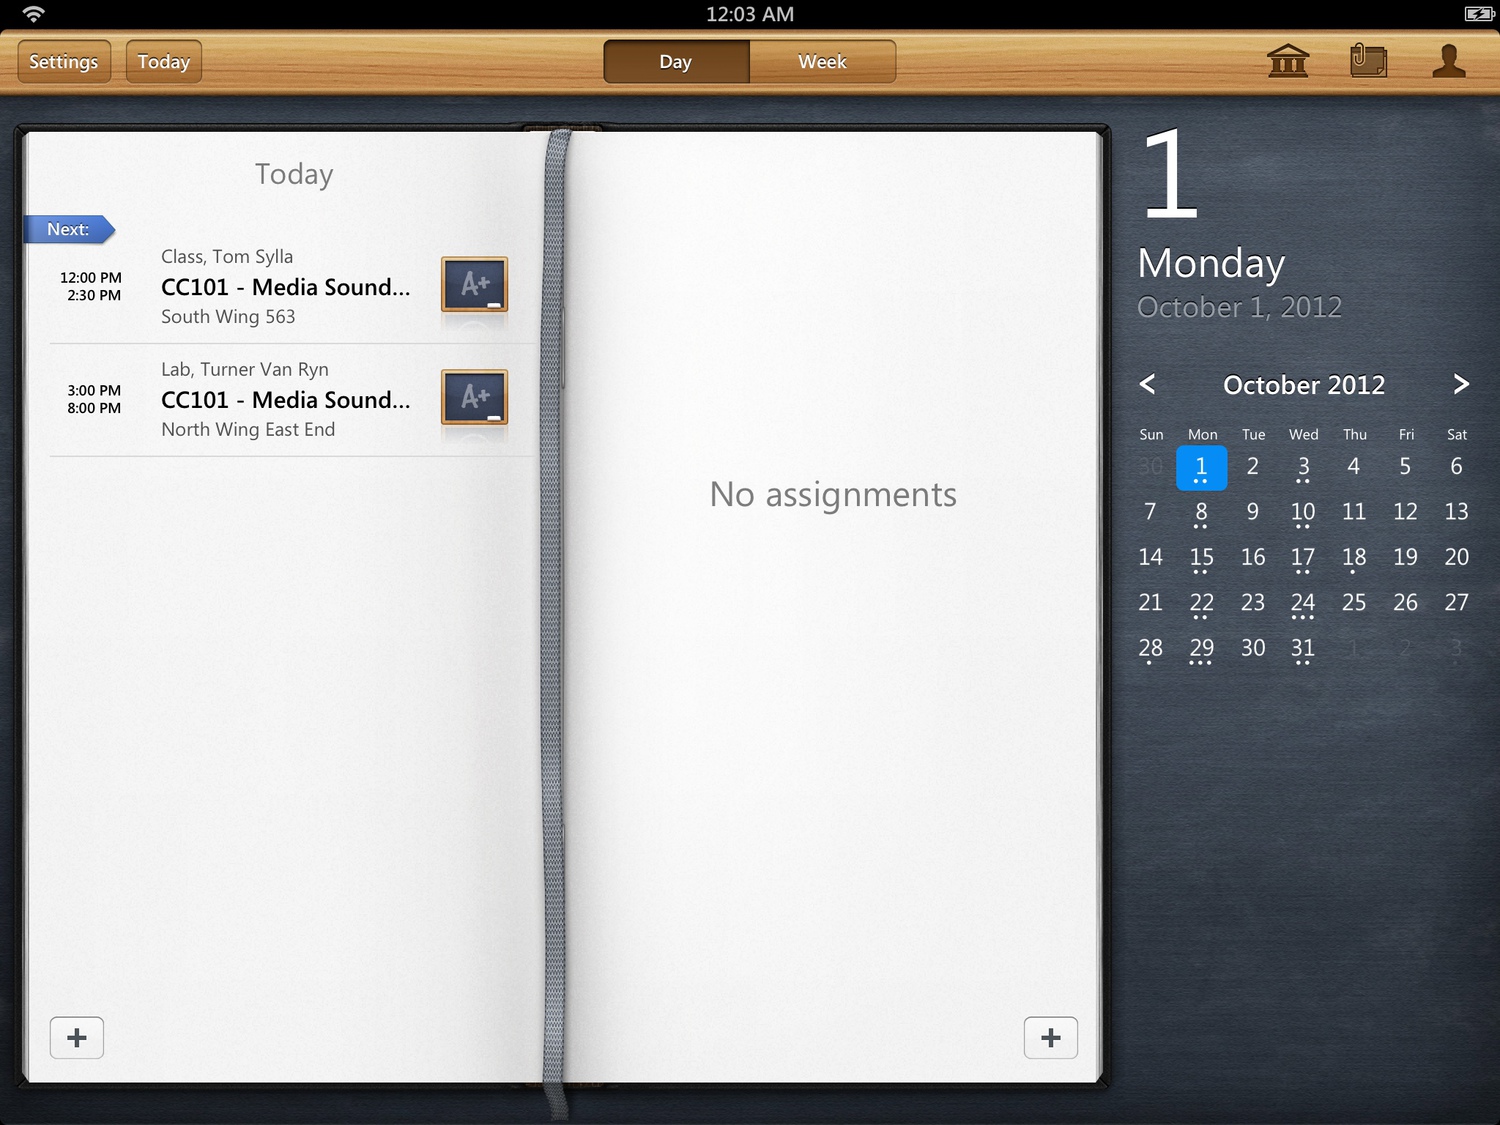 12:03 AM
Settings
Today
Day
Week
Today
Next:
12:00 PM
2:30 PM
Class, Tom Sylla
CC101 - Media Sound...
South Wing 563
A+
3:00 PM
8:00 PM
Lab, Turner Van Ryn
CC101 - Media Sound...
North Wing East End
A+
No assignments
+
+
1
Monday
October 1, 2012
< October 2012 >
Sun Mon Tue Wed Thu Fri Sat
30 1 2 3 4 5 6
7 8 9 10 11 12 13
14 15 16 17 18 19 20
21 22 23 24 25 26 27
28 29 30 31 1 2 3